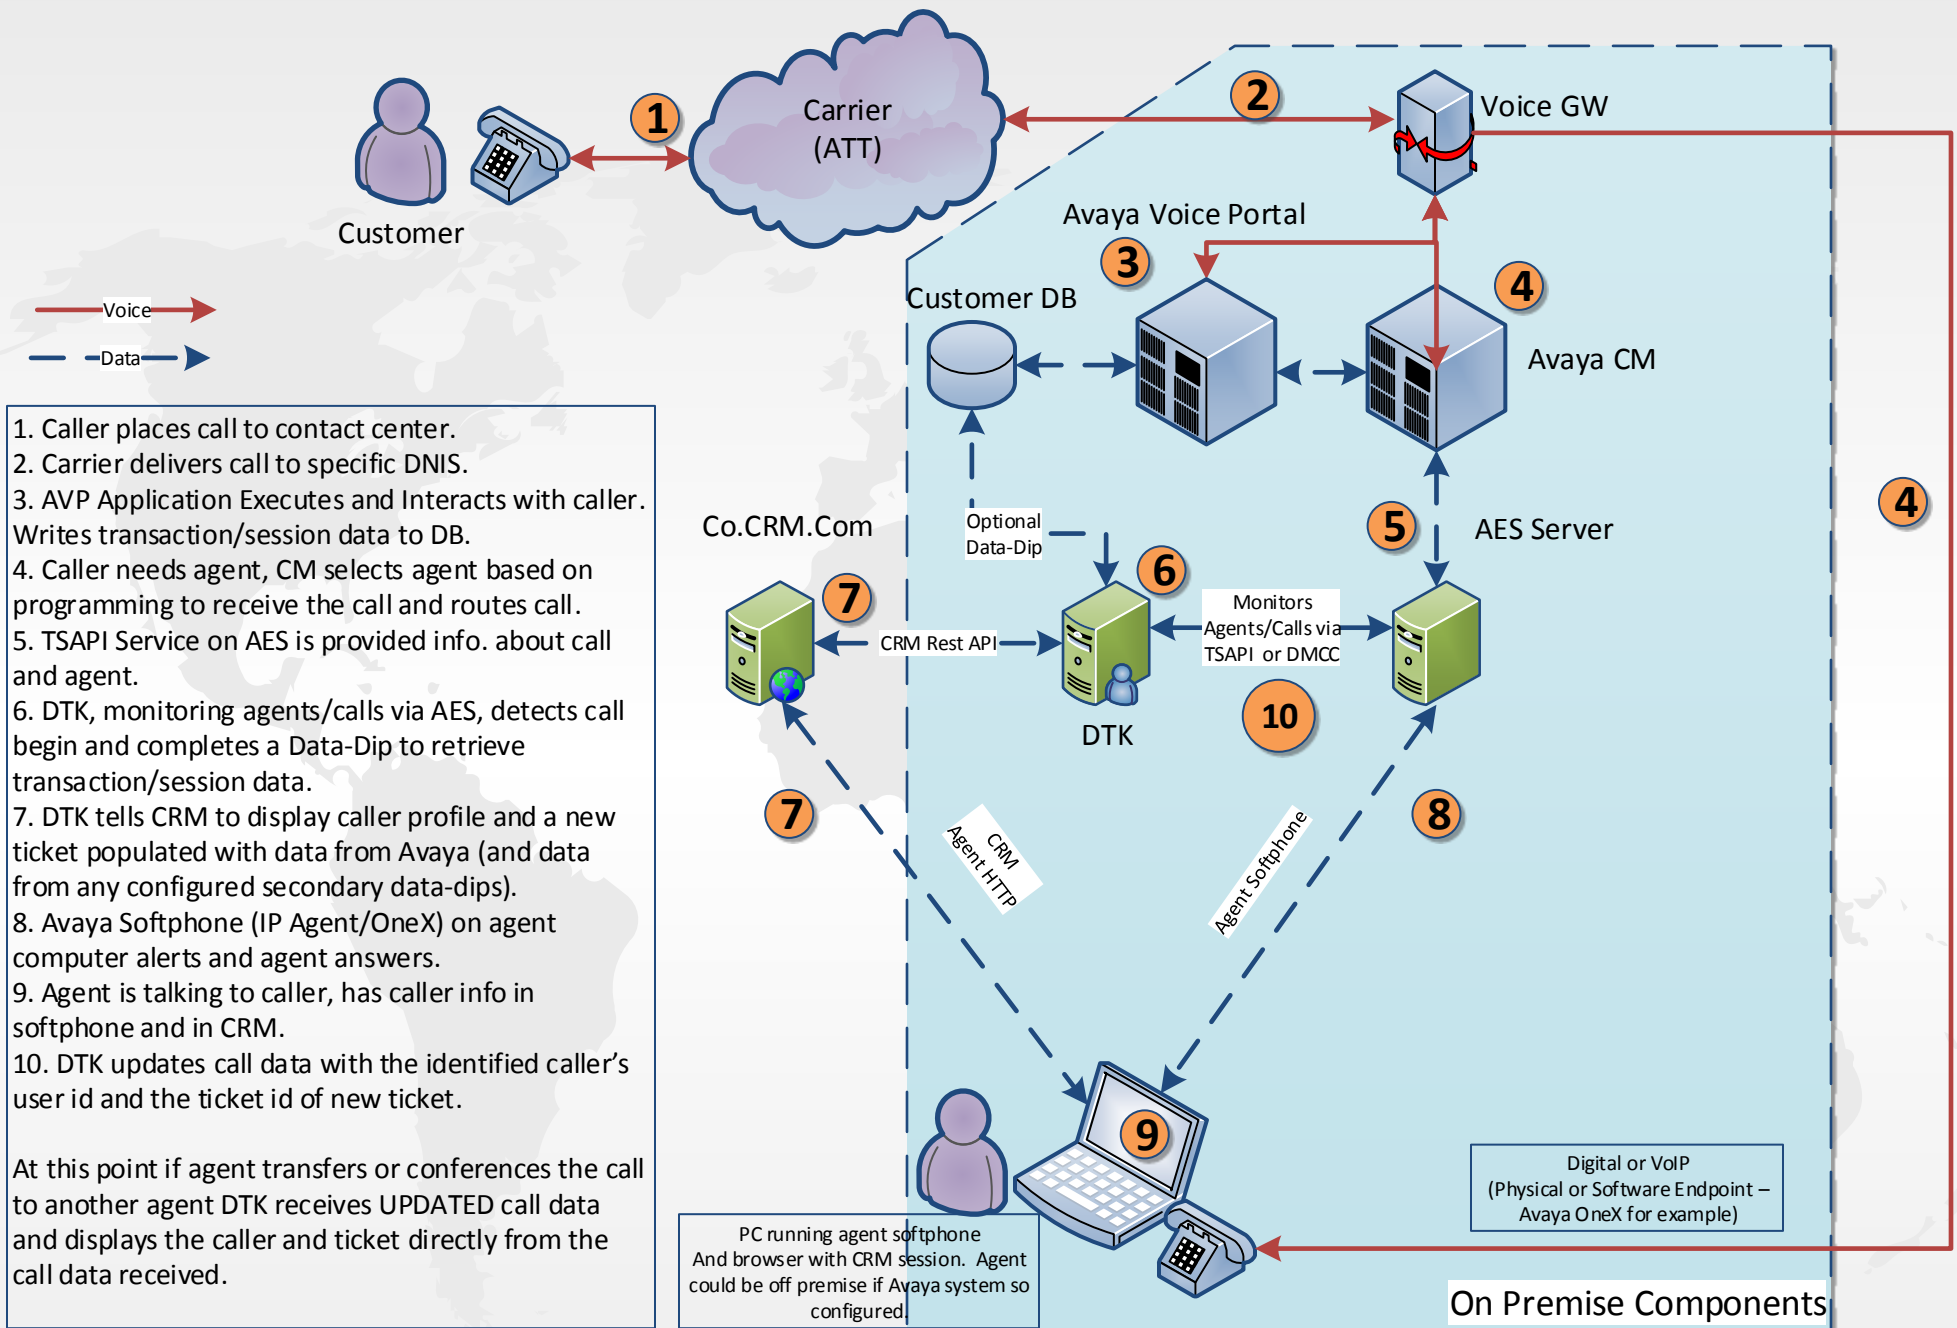 1
Carrier
(ATT)
2
Voice GW
Customer
Avaya Voice Portal
3
4
Customer DB
Avaya CM
Voice
Data
1. Caller places call to contact center.
2. Carrier delivers call to specific DNIS.
3. AVP Application Executes and Interacts with caller.
Writes transaction/session data to DB.
4. Caller needs agent, CM selects agent based on
programming to receive the call and routes call.
5. TSAPI Service on AES is provided info. about call
and agent.
6. DTK, monitoring agents/calls via AES, detects call
begin and completes a Data-Dip to retrieve
transaction/session data.
7. DTK tells CRM to display caller profile and a new
ticket populated with data from Avaya (and data
from any configured secondary data-dips).
8. Avaya Softphone (IP Agent/OneX) on agent
computer alerts and agent answers.
9. Agent is talking to caller, has caller info in
softphone and in CRM.
10. DTK updates call data with the identified caller's
user id and the ticket id of new ticket.
At this point if agent transfers or conferences the call
to another agent DTK receives UPDATED call data
and displays the caller and ticket directly from the
call data received.
Co.CRM.Com
Optional
Data-Dip
5
AES Server
4
7
6
CRM Rest API
Monitors
Agents/Calls via
TSAPI or DMCC
DTK
10
7
CRM
Agent HTTP
Agent Softphone
8
9
Digital or VoIP
(Physical or Software Endpoint –
Avaya OneX for example)
PC running agent softphone
And browser with CRM session. Agent
could be off premise if Avaya system so
configured.
On Premise Components